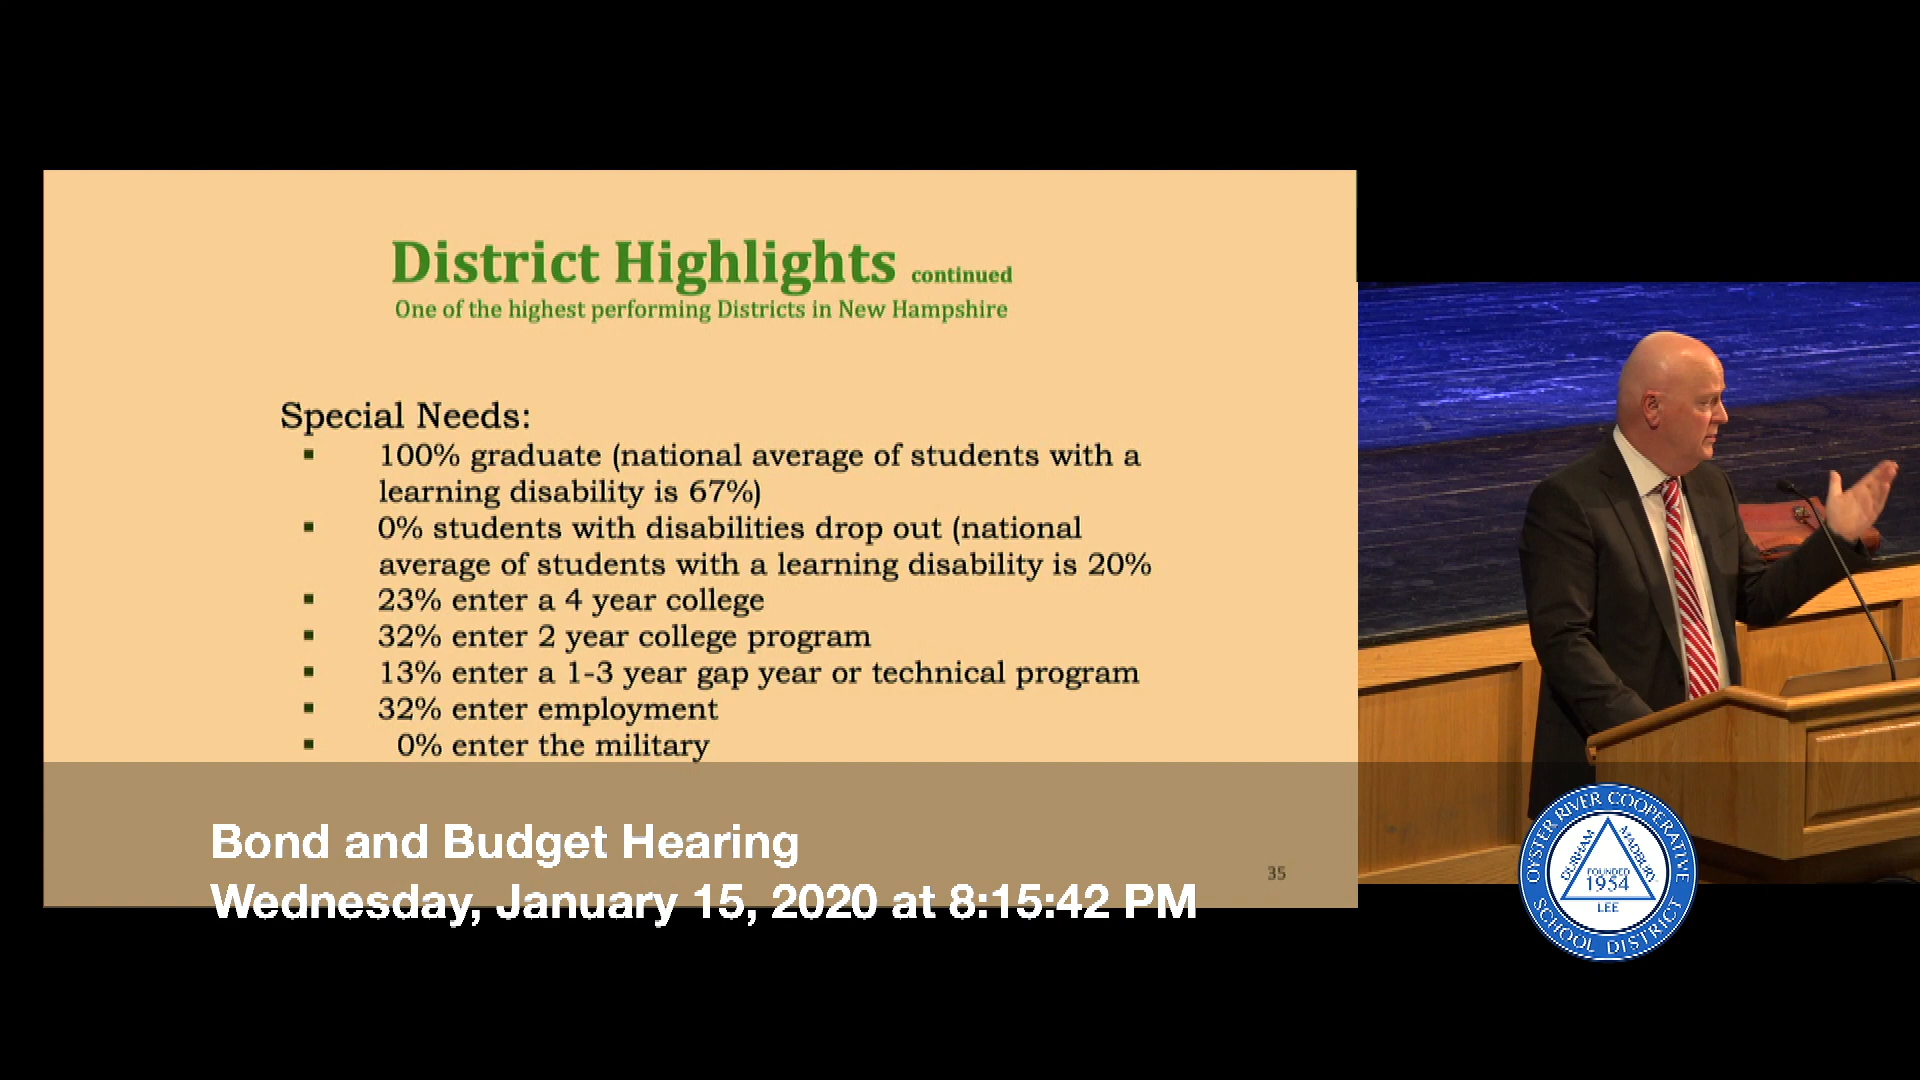 District Highlights continued
One of the highest performing Districts in New Hampshire
Special Needs:
▪ 100% graduate (national average of students with a
learning disability is 67%)
▪ 0% students with disabilities drop out (national
average of students with a learning disability is 20%
▪ 23% enter a 4 year college
▪ 32% enter 2 year college program
▪ 13% enter a 1-3 year gap year or technical program
▪ 32% enter employment
▪ 0% enter the military
35
Bond and Budget Hearing
Wednesday, January 15, 2020 at 8:15:42 PM
OYSTER RIVER COOPERATIVE
SCHOOL DISTRICT
DURHAM
MADBURY
FOUNDED
1954
LEE